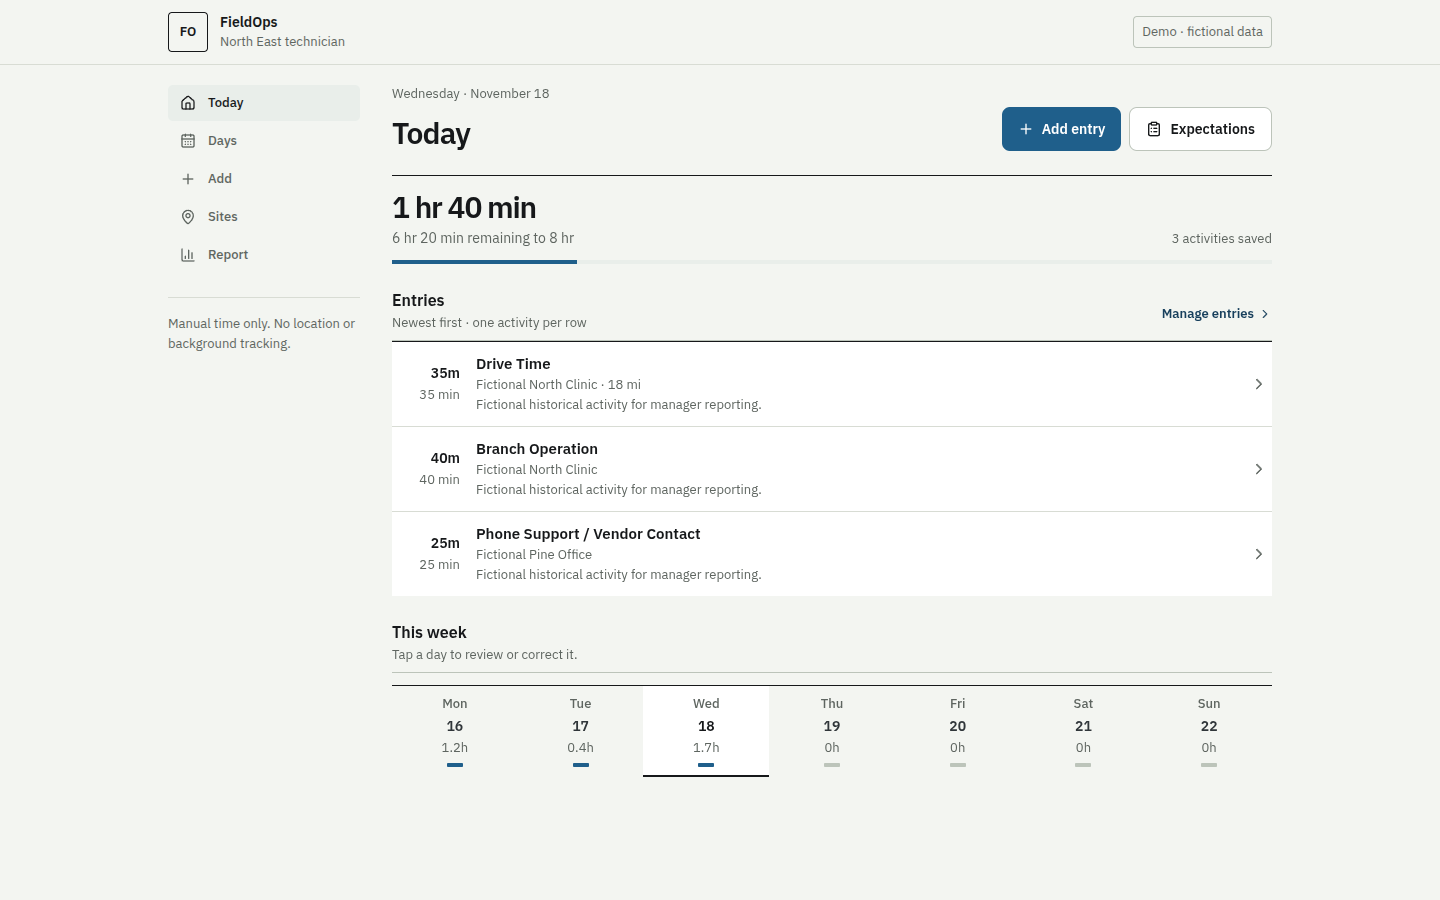 FO
FieldOps
North East technician
Demo · fictional data
Today
Days
Add
Sites
Report
Manual time only. No location or
background tracking.
Wednesday · November 18
Today
Add entry
Expectations
1 hr 40 min
6 hr 20 min remaining to 8 hr
3 activities saved
Entries
Newest first · one activity per row
Manage entries
35m
35 min
Drive Time
Fictional North Clinic · 18 mi
Fictional historical activity for manager reporting.
40m
40 min
Branch Operation
Fictional North Clinic
Fictional historical activity for manager reporting.
25m
25 min
Phone Support / Vendor Contact
Fictional Pine Office
Fictional historical activity for manager reporting.
This week
Tap a day to review or correct it.
Mon Tue Wed Thu Fri Sat Sun
16 17 18 19 20 21 22
1.2h 0.4h 1.7h 0h 0h 0h 0h